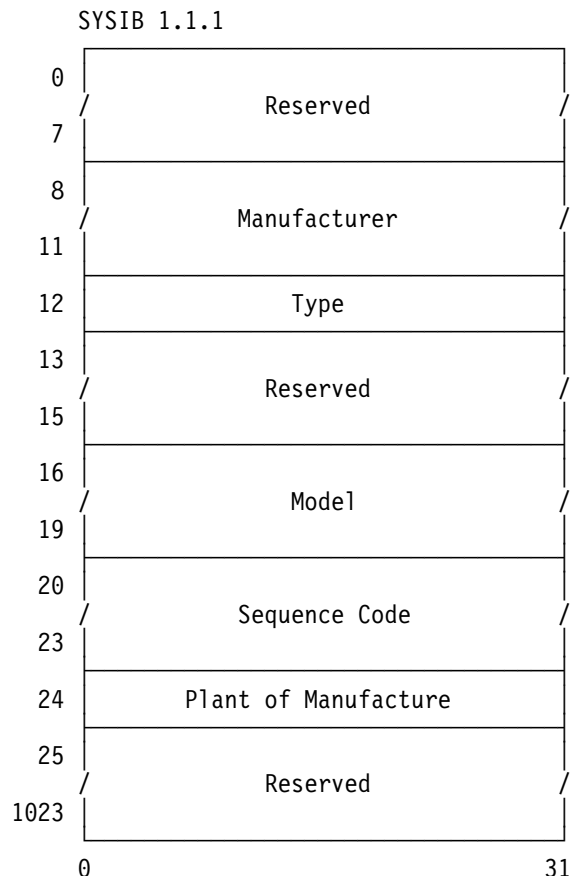 SYSIB 1.1.1
0
Reserved
7
8
Manufacturer
11
12 Type
13
Reserved
15
16
Model
19
20
Sequence Code
23
24 Plant of Manufacture
25
Reserved
1023
0 31